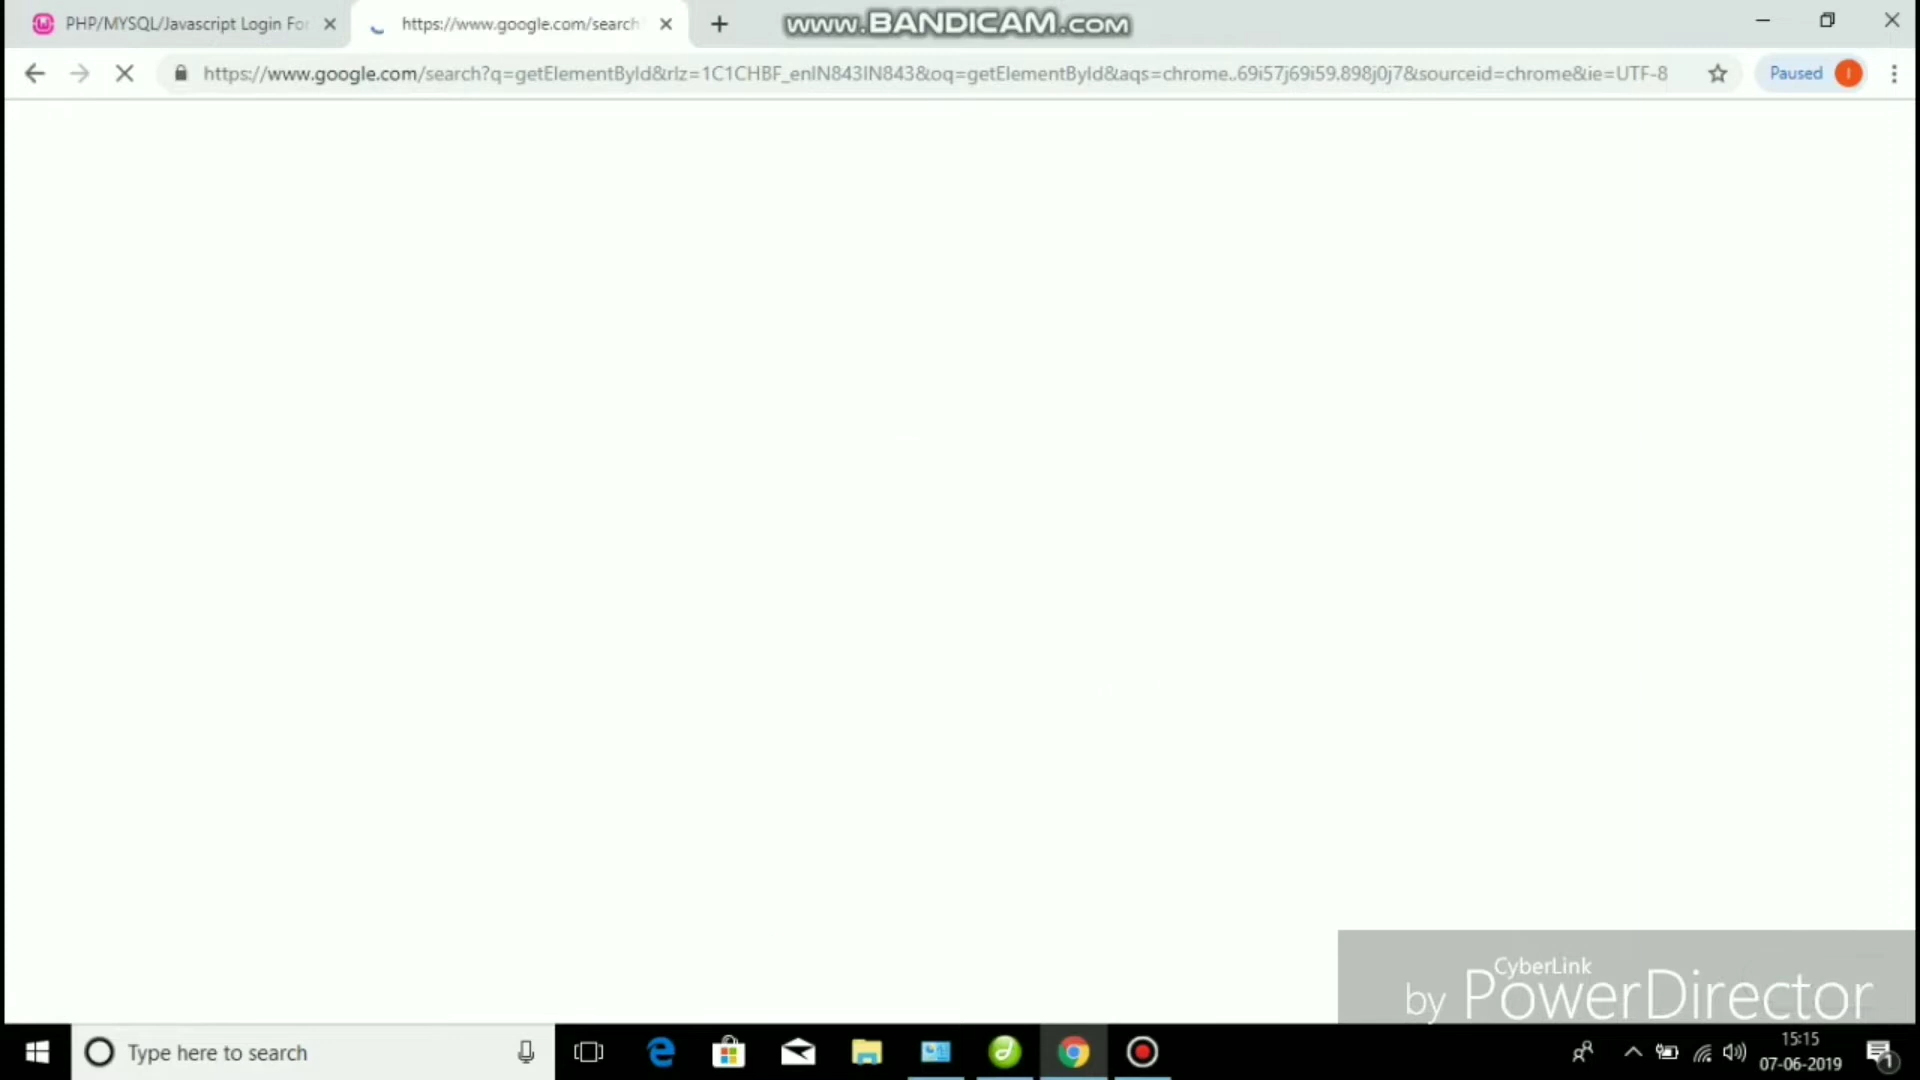 PHP/MYSQL/Javascript Login For
https://www.google.com/search
www.BANDICAM.com
https://www.google.com/search?q=getElementById&rlz=1C1CHBF_enIN843IN843&oq=getElementById&aqs=chrome..69i57j69i59.898j0j7&sourceid=chrome&ie=UTF-8
Paused
CyberLink
by PowerDirector
Type here to search
15:15
07-06-2019
1